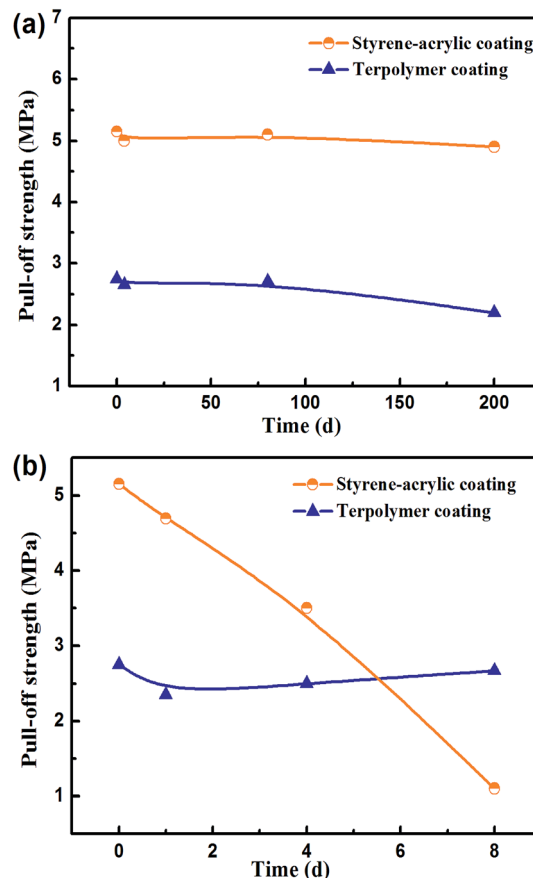 (a)
7
6
5
4
3
2
1
Pull-off strength (MPa)
Styrene-acrylic coating
Terpolymer coating
0 50 100 150 200
Time (d)
(b)
5
4
3
2
1
Pull-off strength (MPa)
Styrene-acrylic coating
Terpolymer coating
0 2 4 6 8
Time (d)